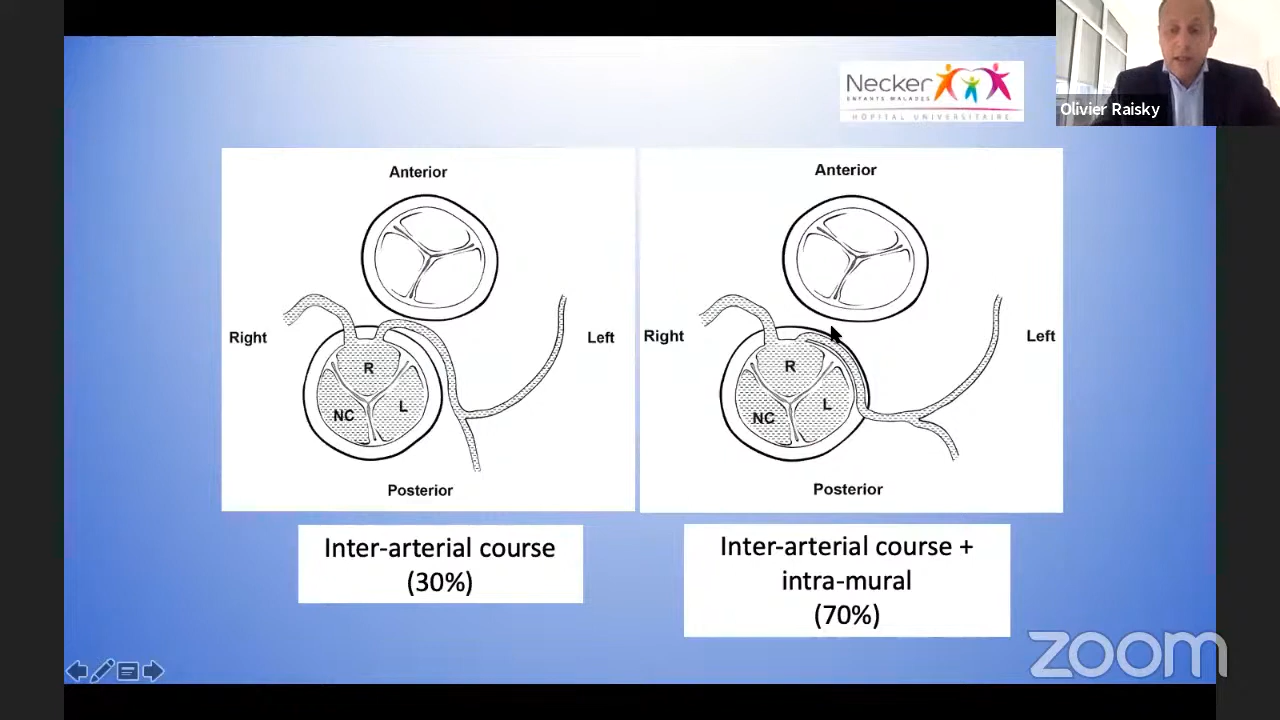 Necker
ENFANTS MALADES
HÔPITAL UNIVERSITAIRE
Olivier Raisky
Anterior
Right
Left
R
NC
L
Posterior
Anterior
Right
Left
R
NC
L
Posterior
Inter-arterial course
(30%)
Inter-arterial course +
intra-mural
(70%)
zoom